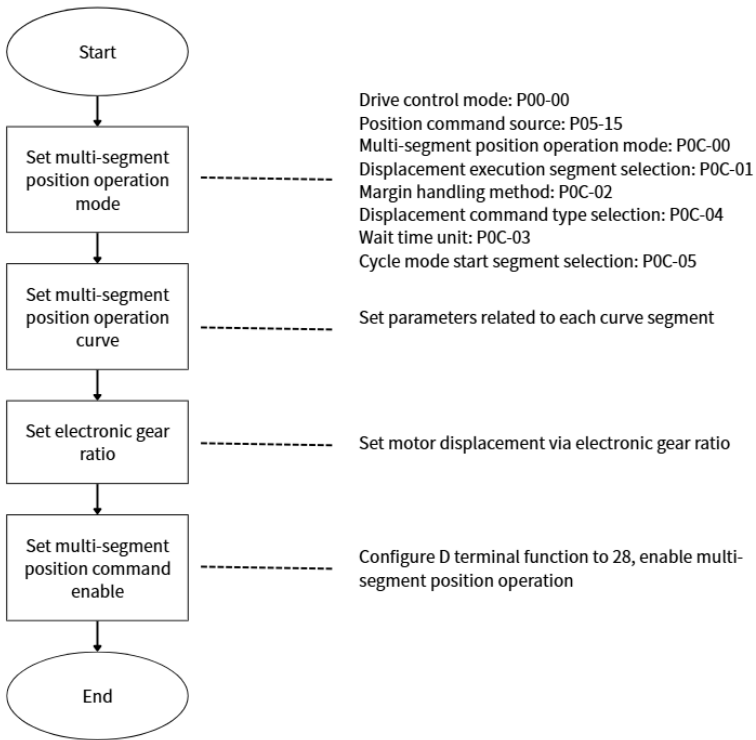 Start
Set multi-segment
position operation
mode
Drive control mode: P00-00
Position command source: P05-15
Multi-segment position operation mode: P0C-00
Displacement execution segment selection: P0C-01
Margin handling method: P0C-02
Displacement command type selection: P0C-04
Wait time unit: P0C-03
Cycle mode start segment selection: P0C-05
Set multi-segment
position operation
curve
Set parameters related to each curve segment
Set electronic gear
ratio
Set motor displacement via electronic gear ratio
Set multi-segment
position command
enable
Configure D terminal function to 28, enable multi-
segment position operation
End